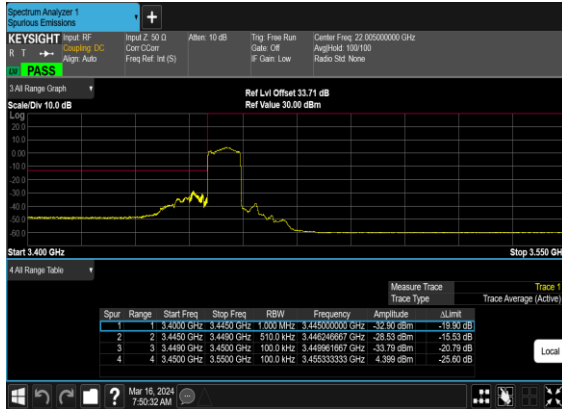 Spectrum Analyzer 1
Spurious Emissions
KEYSIGHT Input: RF Input Z: 50 Ω Atten: 10 dB Trig: Free Run Center Freq: 22.005000000 GHz
R T Coupling: DC Corr CCorr Gate: Off Avg|Hold: 100/100
Align: Auto Freq Ref: Int (S) IF Gain: Low Radio Std: None
PASS
3 All Range Graph
Ref Lvl Offset 33.71 dB
Scale/Div 10.0 dB Ref Value 30.00 dBm
Log
20.0
10.0
0.00
-10.0
-20.0
-30.0
-40.0
-50.0
-60.0
Start 3.400 GHz Stop 3.550 GH
4 All Range Table
Measure Trace Trace 1
Trace Type Trace Average (Active)
Spur Range Start Freq Stop Freq RBW Frequency Amplitude ΔLimit
1 1 3.4000 GHz 3.4450 GHz 1.000 MHz 3.445000000 GHz -32.90 dBm -19.90 dB
2 2 3.4450 GHz 3.4490 GHz 510.0 kHz 3.446246667 GHz -28.53 dBm -15.53 dB
3 3 3.4490 GHz 3.4500 GHz 100.0 kHz 3.449961667 GHz -33.79 dBm -20.79 dB
4 4 3.4500 GHz 3.5500 GHz 100.0 kHz 3.455333333 GHz 4.399 dBm -25.60 dB
Local
? Mar 16, 2024
7:50:32 AM